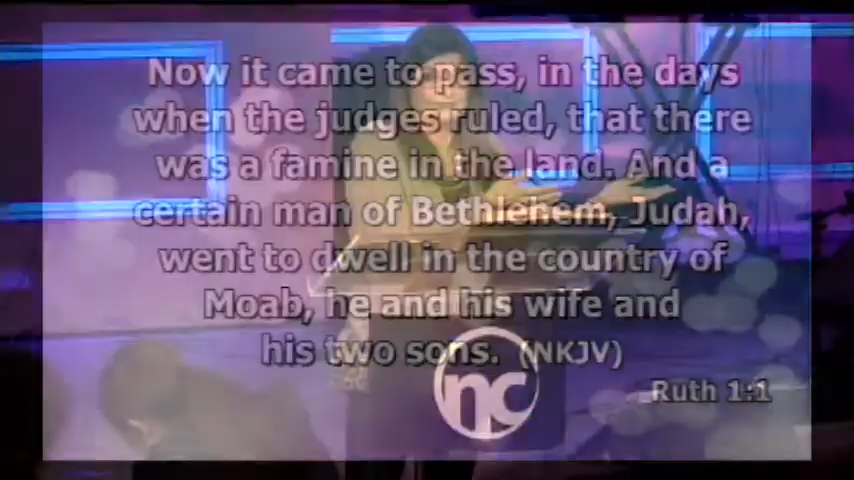 Now it came to pass, in the days
when the judges ruled, that there
was a famine in the land. And a
certain man of Bethlehem, Judah,
went to dwell in the country of
Moab, he and his wife and
his two sons. (NKJV)
Ruth 1:1
nc